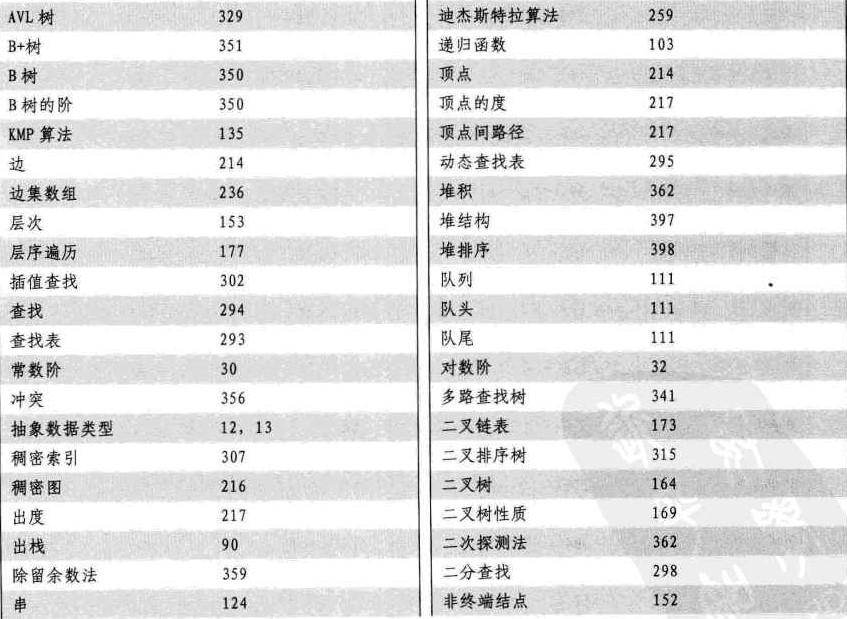 AVL 树 329
B+树 351
B 树 350
B 树的阶 350
KMP 算法 135
边 214
边集数组 236
层次 153
层序遍历 177
插值查找 302
查找 294
查找表 293
常数阶 30
冲突 356
抽象数据类型 12, 13
稠密索引 307
稠密图 216
出度 217
出栈 90
除留余数法 359
串 124
迪杰斯特拉算法 259
递归函数 103
顶点 214
顶点的度 217
顶点间路径 217
动态查找表 295
堆积 362
堆结构 397
堆排序 398
队列 111
队头 111
队尾 111
对数阶 32
多路查找树 341
二叉链表 173
二叉排序树 315
二叉树 164
二叉树性质 169
二次探测法 362
二分查找 298
非终端结点 152